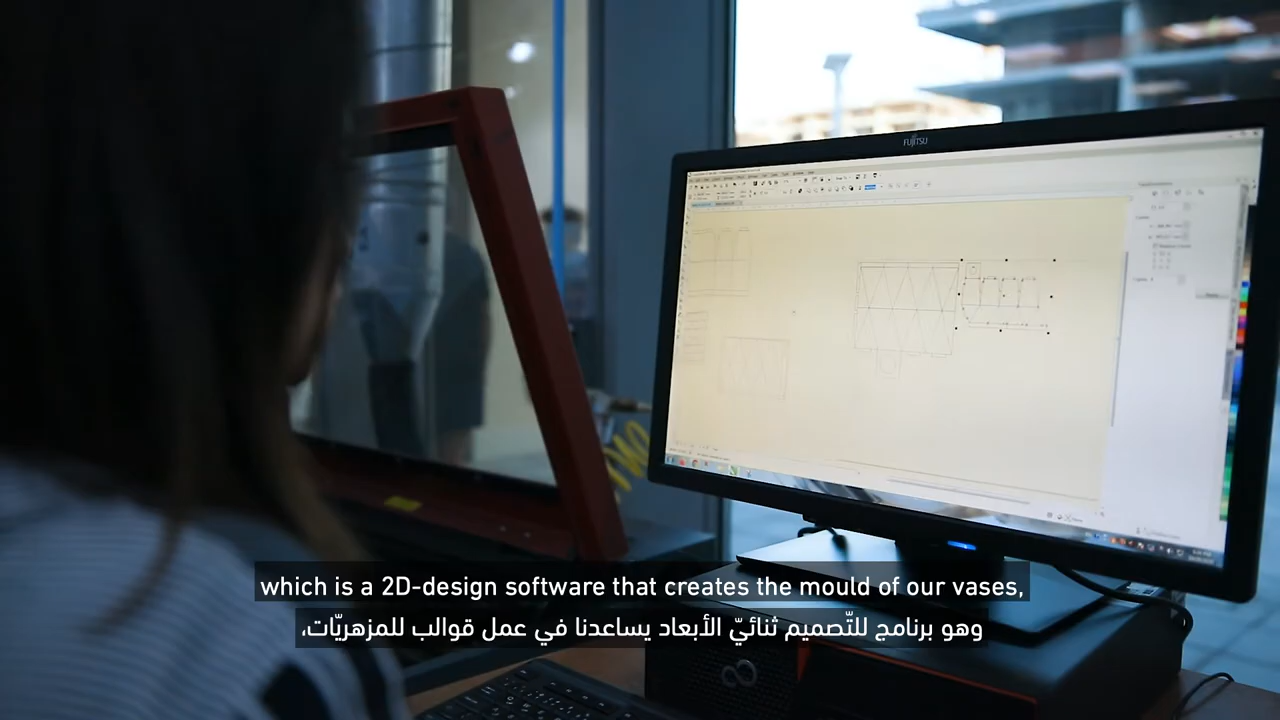 FUJITSU
which is a 2D-design software that creates the mould of our vases,
وهو برنامج للتّصميم ثنائيّ الأبعاد يساعدنا في عمل قوالب للمزهريّات،